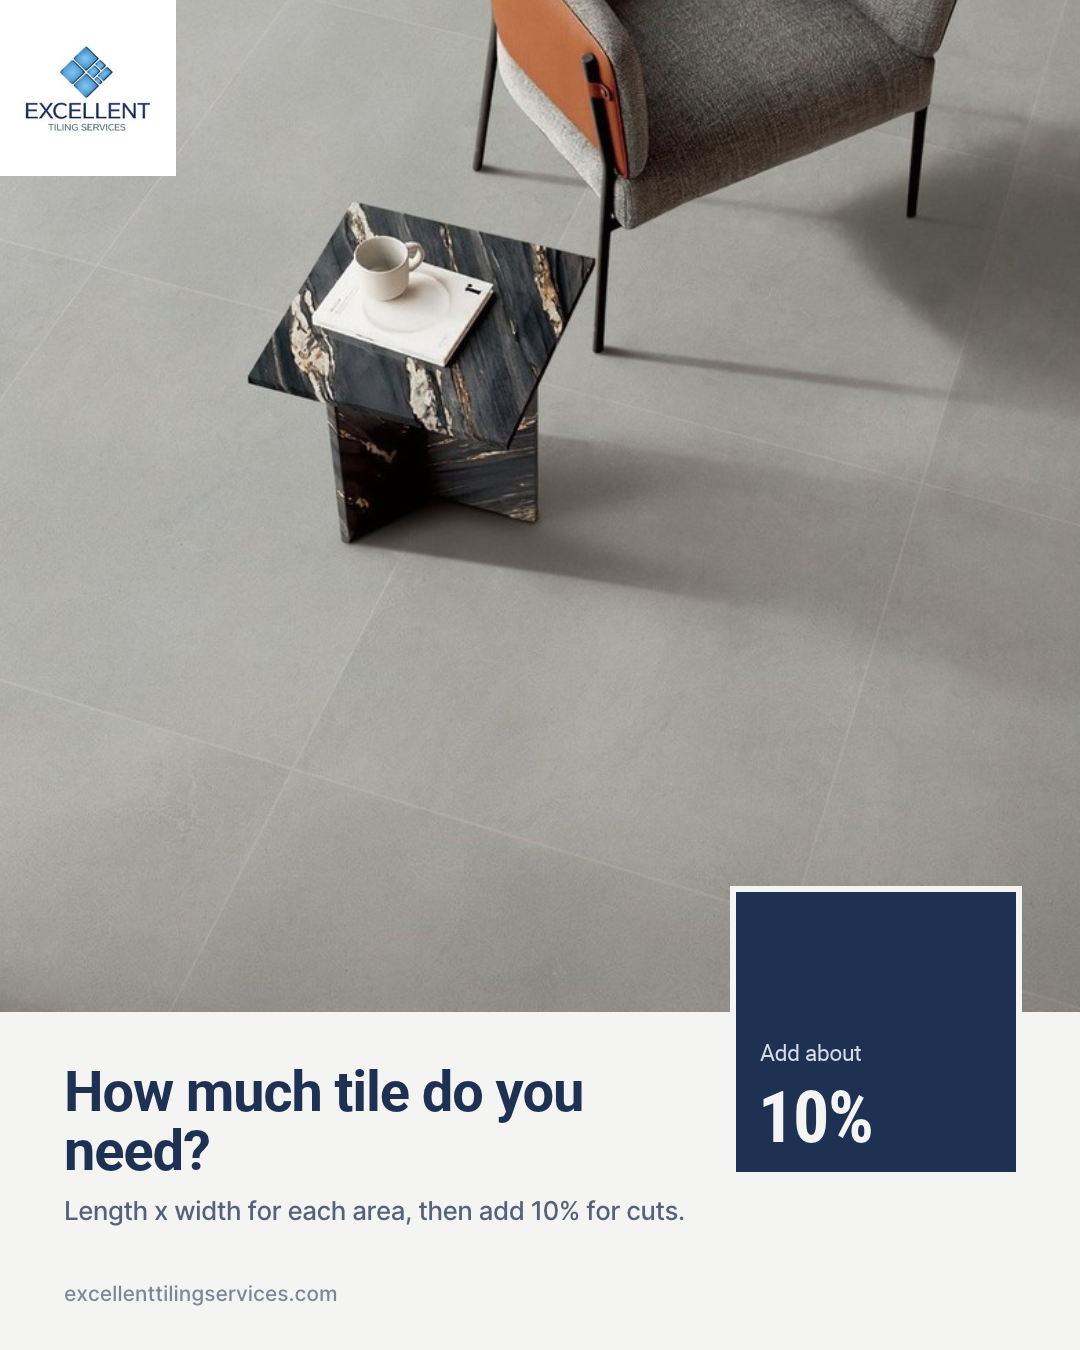 EXCELLENT
TILING SERVICES
Add about
10%
How much tile do you
need?
Length x width for each area, then add 10% for cuts.
excellenttilingservices.com